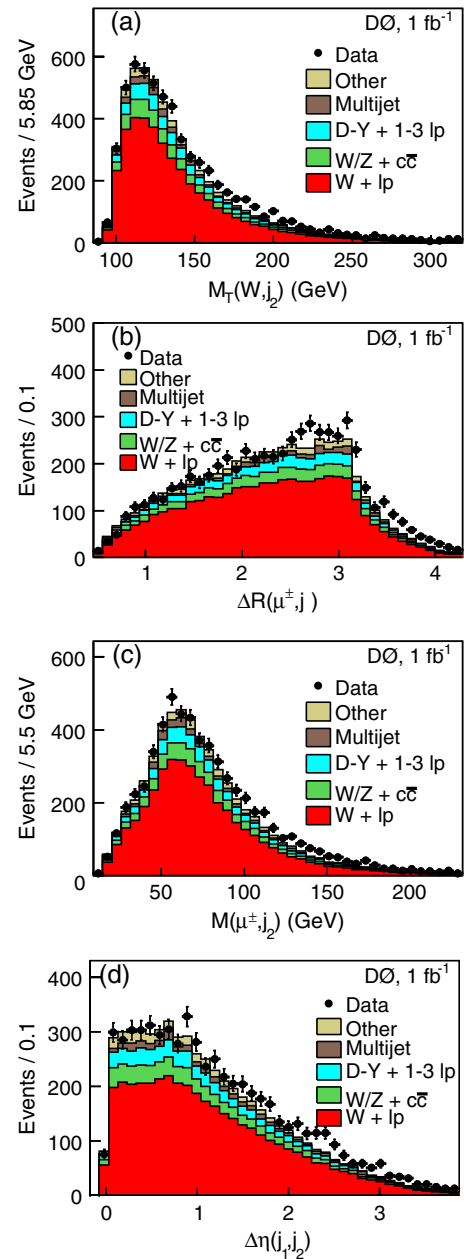 (a)
DØ, 1 fb⁻¹
Data
Other
Multijet
D-Y + 1-3 lp
W/Z + cc̅
W + lp
Events / 5.85 GeV
600
400
200
0
100 150 200 250 300
M_T(W,j₂) (GeV)
(b)
DØ, 1 fb⁻¹
Data
Other
Multijet
D-Y + 1-3 lp
W/Z + cc̅
W + lp
Events / 0.1
500
400
300
200
100
0
1 2 3 4
ΔR(μ±,j )
(c)
DØ, 1 fb⁻¹
Data
Other
Multijet
D-Y + 1-3 lp
W/Z + cc̅
W + lp
Events / 5.5 GeV
600
400
200
0
50 100 150 200
M(μ±,j₂) (GeV)
(d)
DØ, 1 fb⁻¹
Data
Other
Multijet
D-Y + 1-3 lp
W/Z + cc̅
W + lp
Events / 0.1
400
300
200
100
0
0 1 2 3
Δη(j₁,j₂)